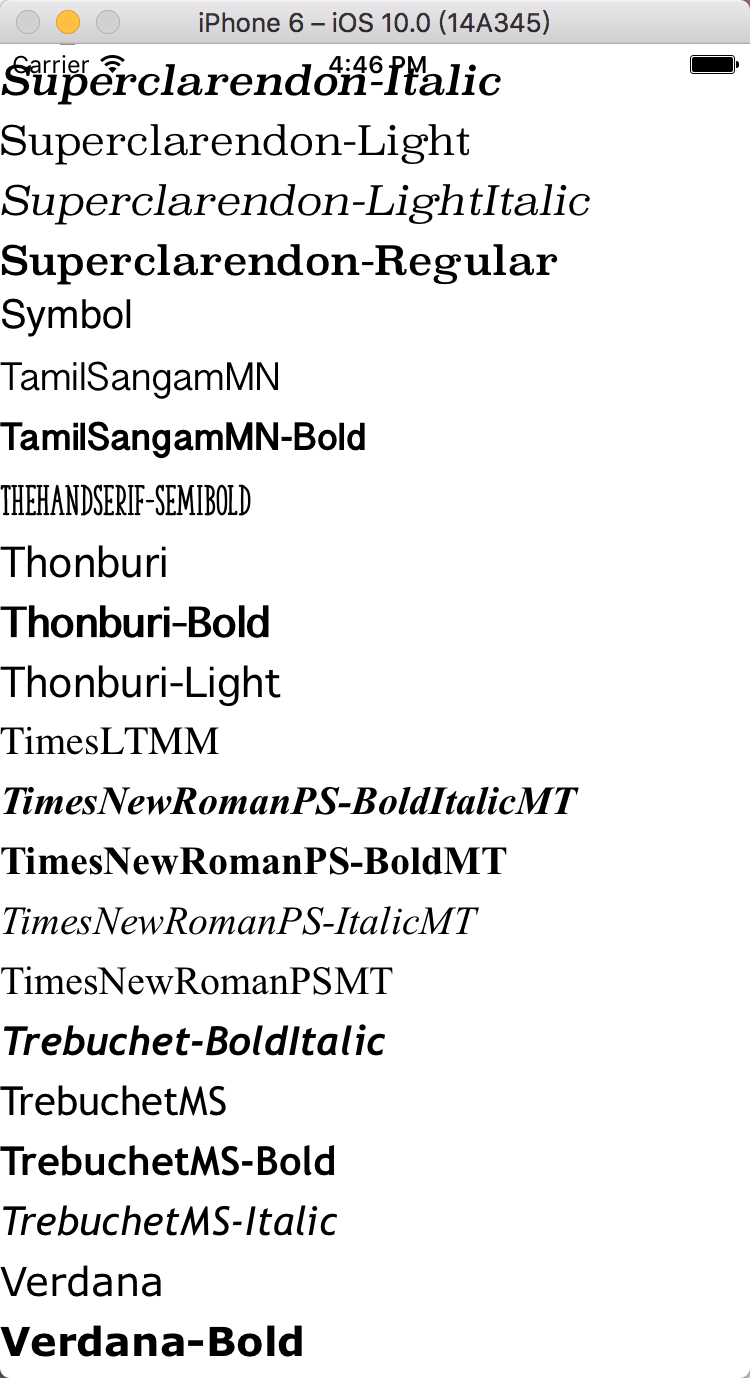 iPhone 6 – iOS 10.0 (14A345)
Carrier 4:46 PM
Superclarendon-Italic
Superclarendon-Light
Superclarendon-LightItalic
Superclarendon-Regular
Symbol
TamilSangamMN
TamilSangamMN-Bold
THEHANDSERIF-SEMIBOLD
Thonburi
Thonburi-Bold
Thonburi-Light
TimesLTMM
TimesNewRomanPS-BoldItalicMT
TimesNewRomanPS-BoldMT
TimesNewRomanPS-ItalicMT
TimesNewRomanPSMT
Trebuchet-BoldItalic
TrebuchetMS
TrebuchetMS-Bold
TrebuchetMS-Italic
Verdana
Verdana-Bold